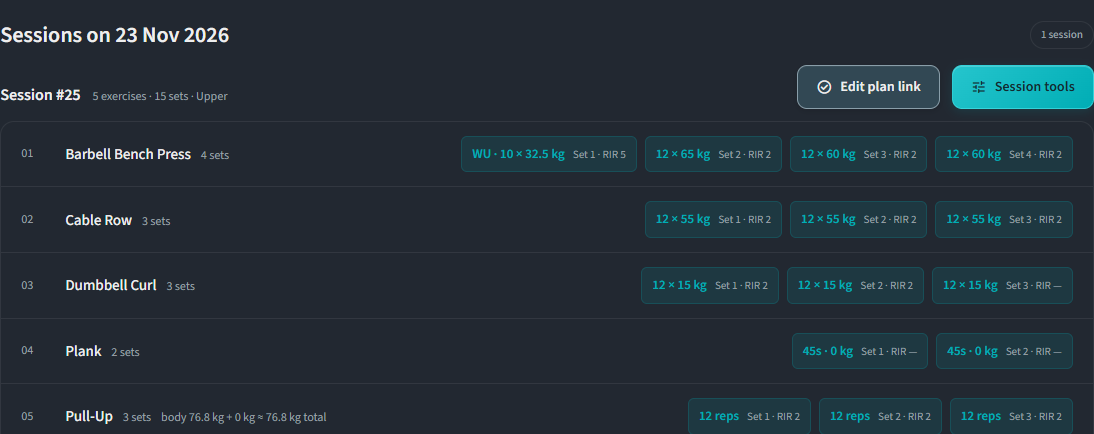 Sessions on 23 Nov 2026 1 session
Session #25 5 exercises · 15 sets · Upper Edit plan link Session tools
01 Barbell Bench Press 4 sets WU · 10 × 32.5 kg Set 1 · RIR 5 12 × 65 kg Set 2 · RIR 2 12 × 60 kg Set 3 · RIR 2 12 × 60 kg Set 4 · RIR 2
02 Cable Row 3 sets 12 × 55 kg Set 1 · RIR 2 12 × 55 kg Set 2 · RIR 2 12 × 55 kg Set 3 · RIR 2
03 Dumbbell Curl 3 sets 12 × 15 kg Set 1 · RIR 2 12 × 15 kg Set 2 · RIR 2 12 × 15 kg Set 3 · RIR —
04 Plank 2 sets 45s · 0 kg Set 1 · RIR — 45s · 0 kg Set 2 · RIR —
05 Pull-Up 3 sets body 76.8 kg + 0 kg ≈ 76.8 kg total 12 reps Set 1 · RIR 2 12 reps Set 2 · RIR 2 12 reps Set 3 · RIR 2